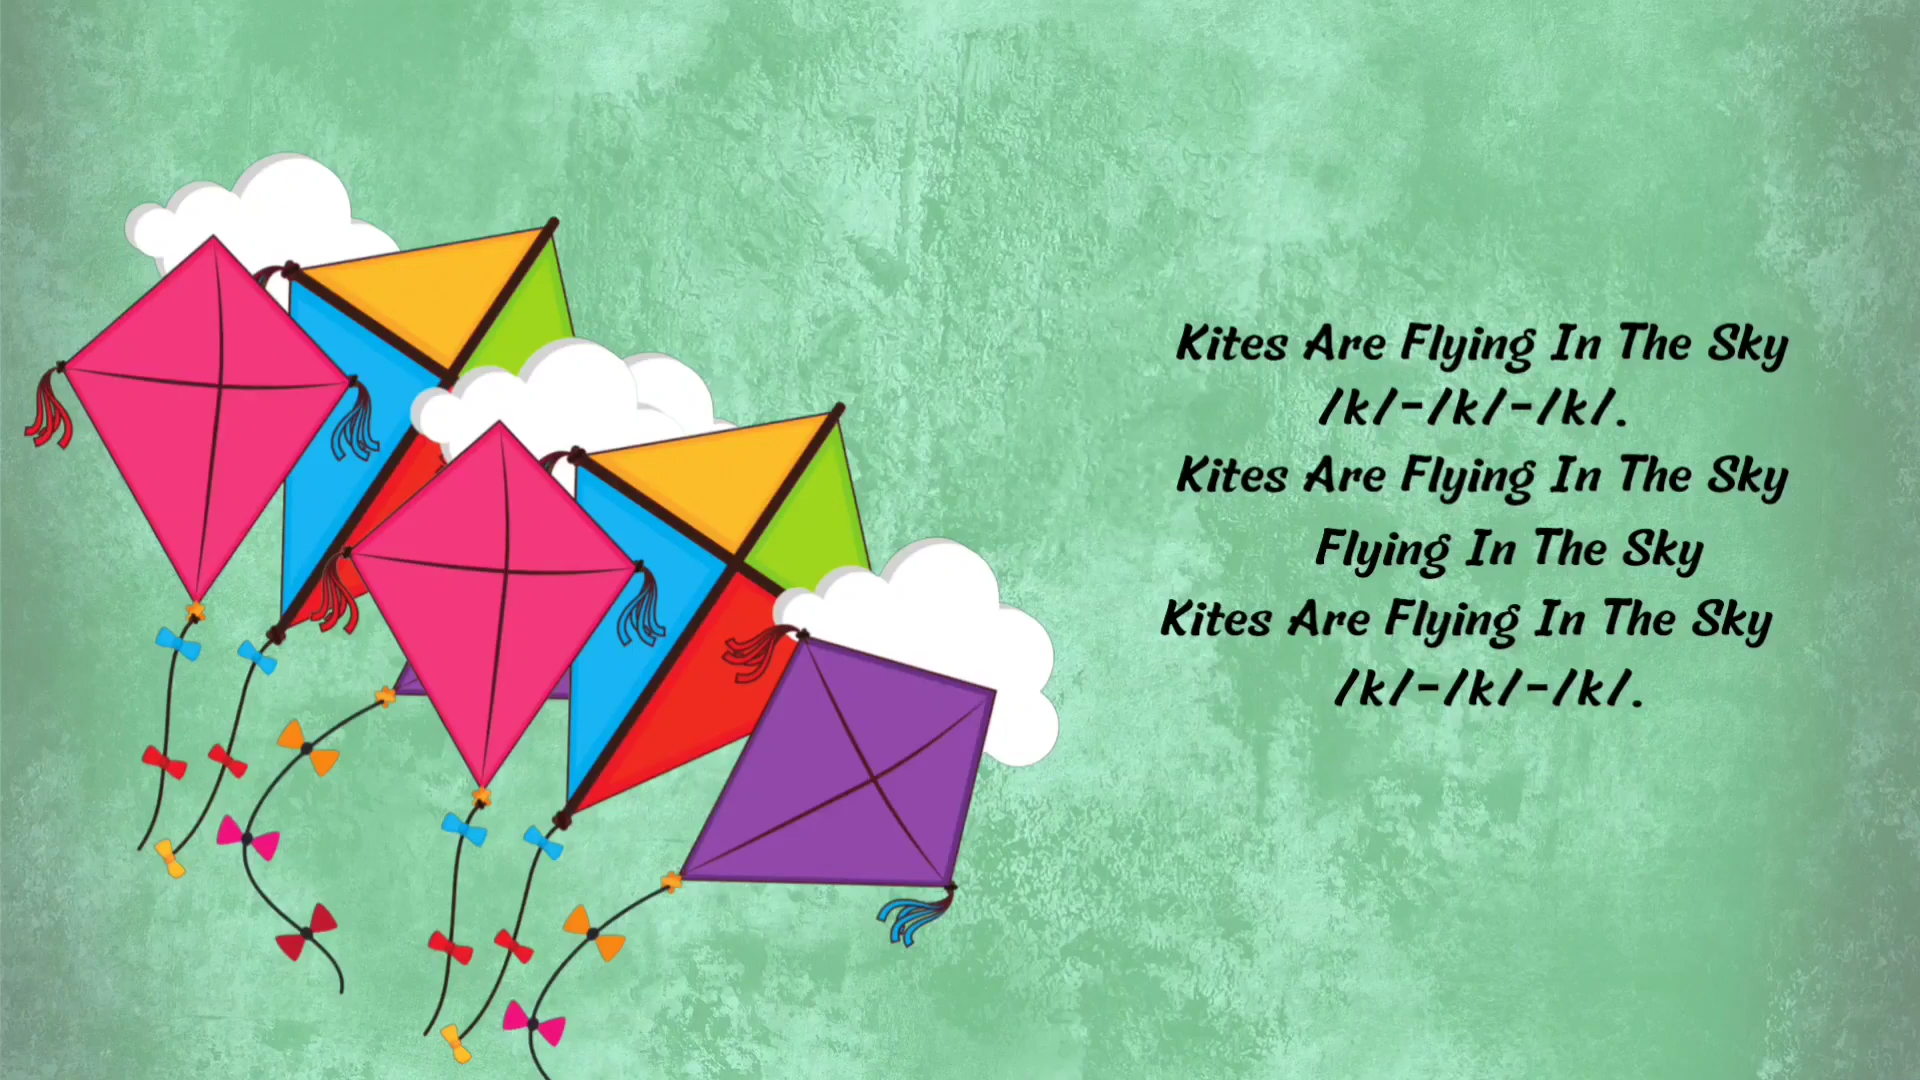 Kites Are Flying In The Sky
/k/-/k/-/k/.
Kites Are Flying In The Sky
Flying In The Sky
Kites Are Flying In The Sky
/k/-/k/-/k/.